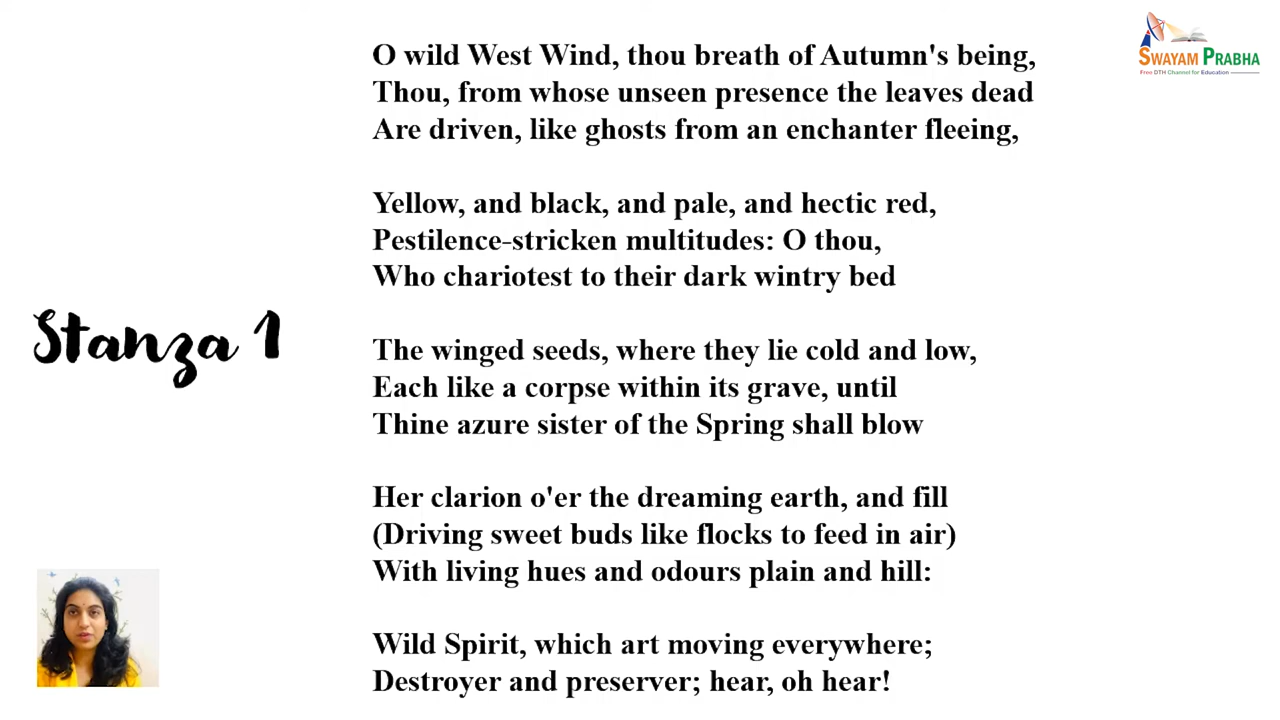 O wild West Wind, thou breath of Autumn's being,
Thou, from whose unseen presence the leaves dead
Are driven, like ghosts from an enchanter fleeing,
Yellow, and black, and pale, and hectic red,
Pestilence-stricken multitudes: O thou,
Who chariotest to their dark wintry bed
The winged seeds, where they lie cold and low,
Each like a corpse within its grave, until
Thine azure sister of the Spring shall blow
Her clarion o'er the dreaming earth, and fill
(Driving sweet buds like flocks to feed in air)
With living hues and odours plain and hill:
Wild Spirit, which art moving everywhere;
Destroyer and preserver; hear, oh hear!
Stanza 1
SWAYAM PRABHA
Free DTH Channel for Education